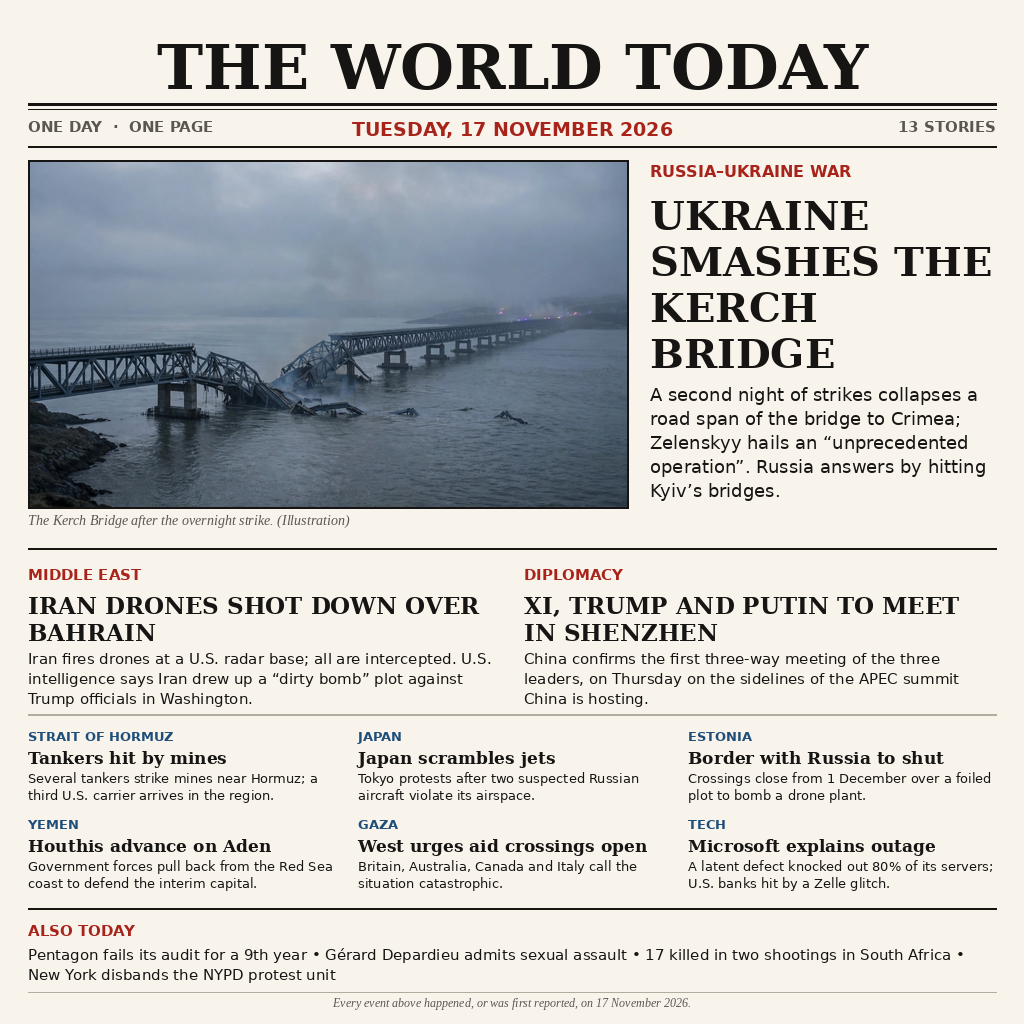 THE WORLD TODAY
ONE DAY · ONE PAGE
TUESDAY, 17 NOVEMBER 2026
13 STORIES
RUSSIA–UKRAINE WAR
UKRAINE
SMASHES THE
KERCH
BRIDGE
A second night of strikes collapses a
road span of the bridge to Crimea;
Zelenskyy hails an “unprecedented
operation”. Russia answers by hitting
Kyiv’s bridges.
The Kerch Bridge after the overnight strike. (Illustration)
MIDDLE EAST
IRAN DRONES SHOT DOWN OVER
BAHRAIN
Iran fires drones at a U.S. radar base; all are intercepted. U.S.
intelligence says Iran drew up a “dirty bomb” plot against
Trump officials in Washington.
DIPLOMACY
XI, TRUMP AND PUTIN TO MEET
IN SHENZHEN
China confirms the first three-way meeting of the three
leaders, on Thursday on the sidelines of the APEC summit
China is hosting.
STRAIT OF HORMUZ
Tankers hit by mines
Several tankers strike mines near Hormuz; a
third U.S. carrier arrives in the region.
JAPAN
Japan scrambles jets
Tokyo protests after two suspected Russian
aircraft violate its airspace.
ESTONIA
Border with Russia to shut
Crossings close from 1 December over a foiled
plot to bomb a drone plant.
YEMEN
Houthis advance on Aden
Government forces pull back from the Red Sea
coast to defend the interim capital.
GAZA
West urges aid crossings open
Britain, Australia, Canada and Italy call the
situation catastrophic.
TECH
Microsoft explains outage
A latent defect knocked out 80% of its servers;
U.S. banks hit by a Zelle glitch.
ALSO TODAY
Pentagon fails its audit for a 9th year • Gérard Depardieu admits sexual assault • 17 killed in two shootings in South Africa •
New York disbands the NYPD protest unit
Every event above happened, or was first reported, on 17 November 2026.